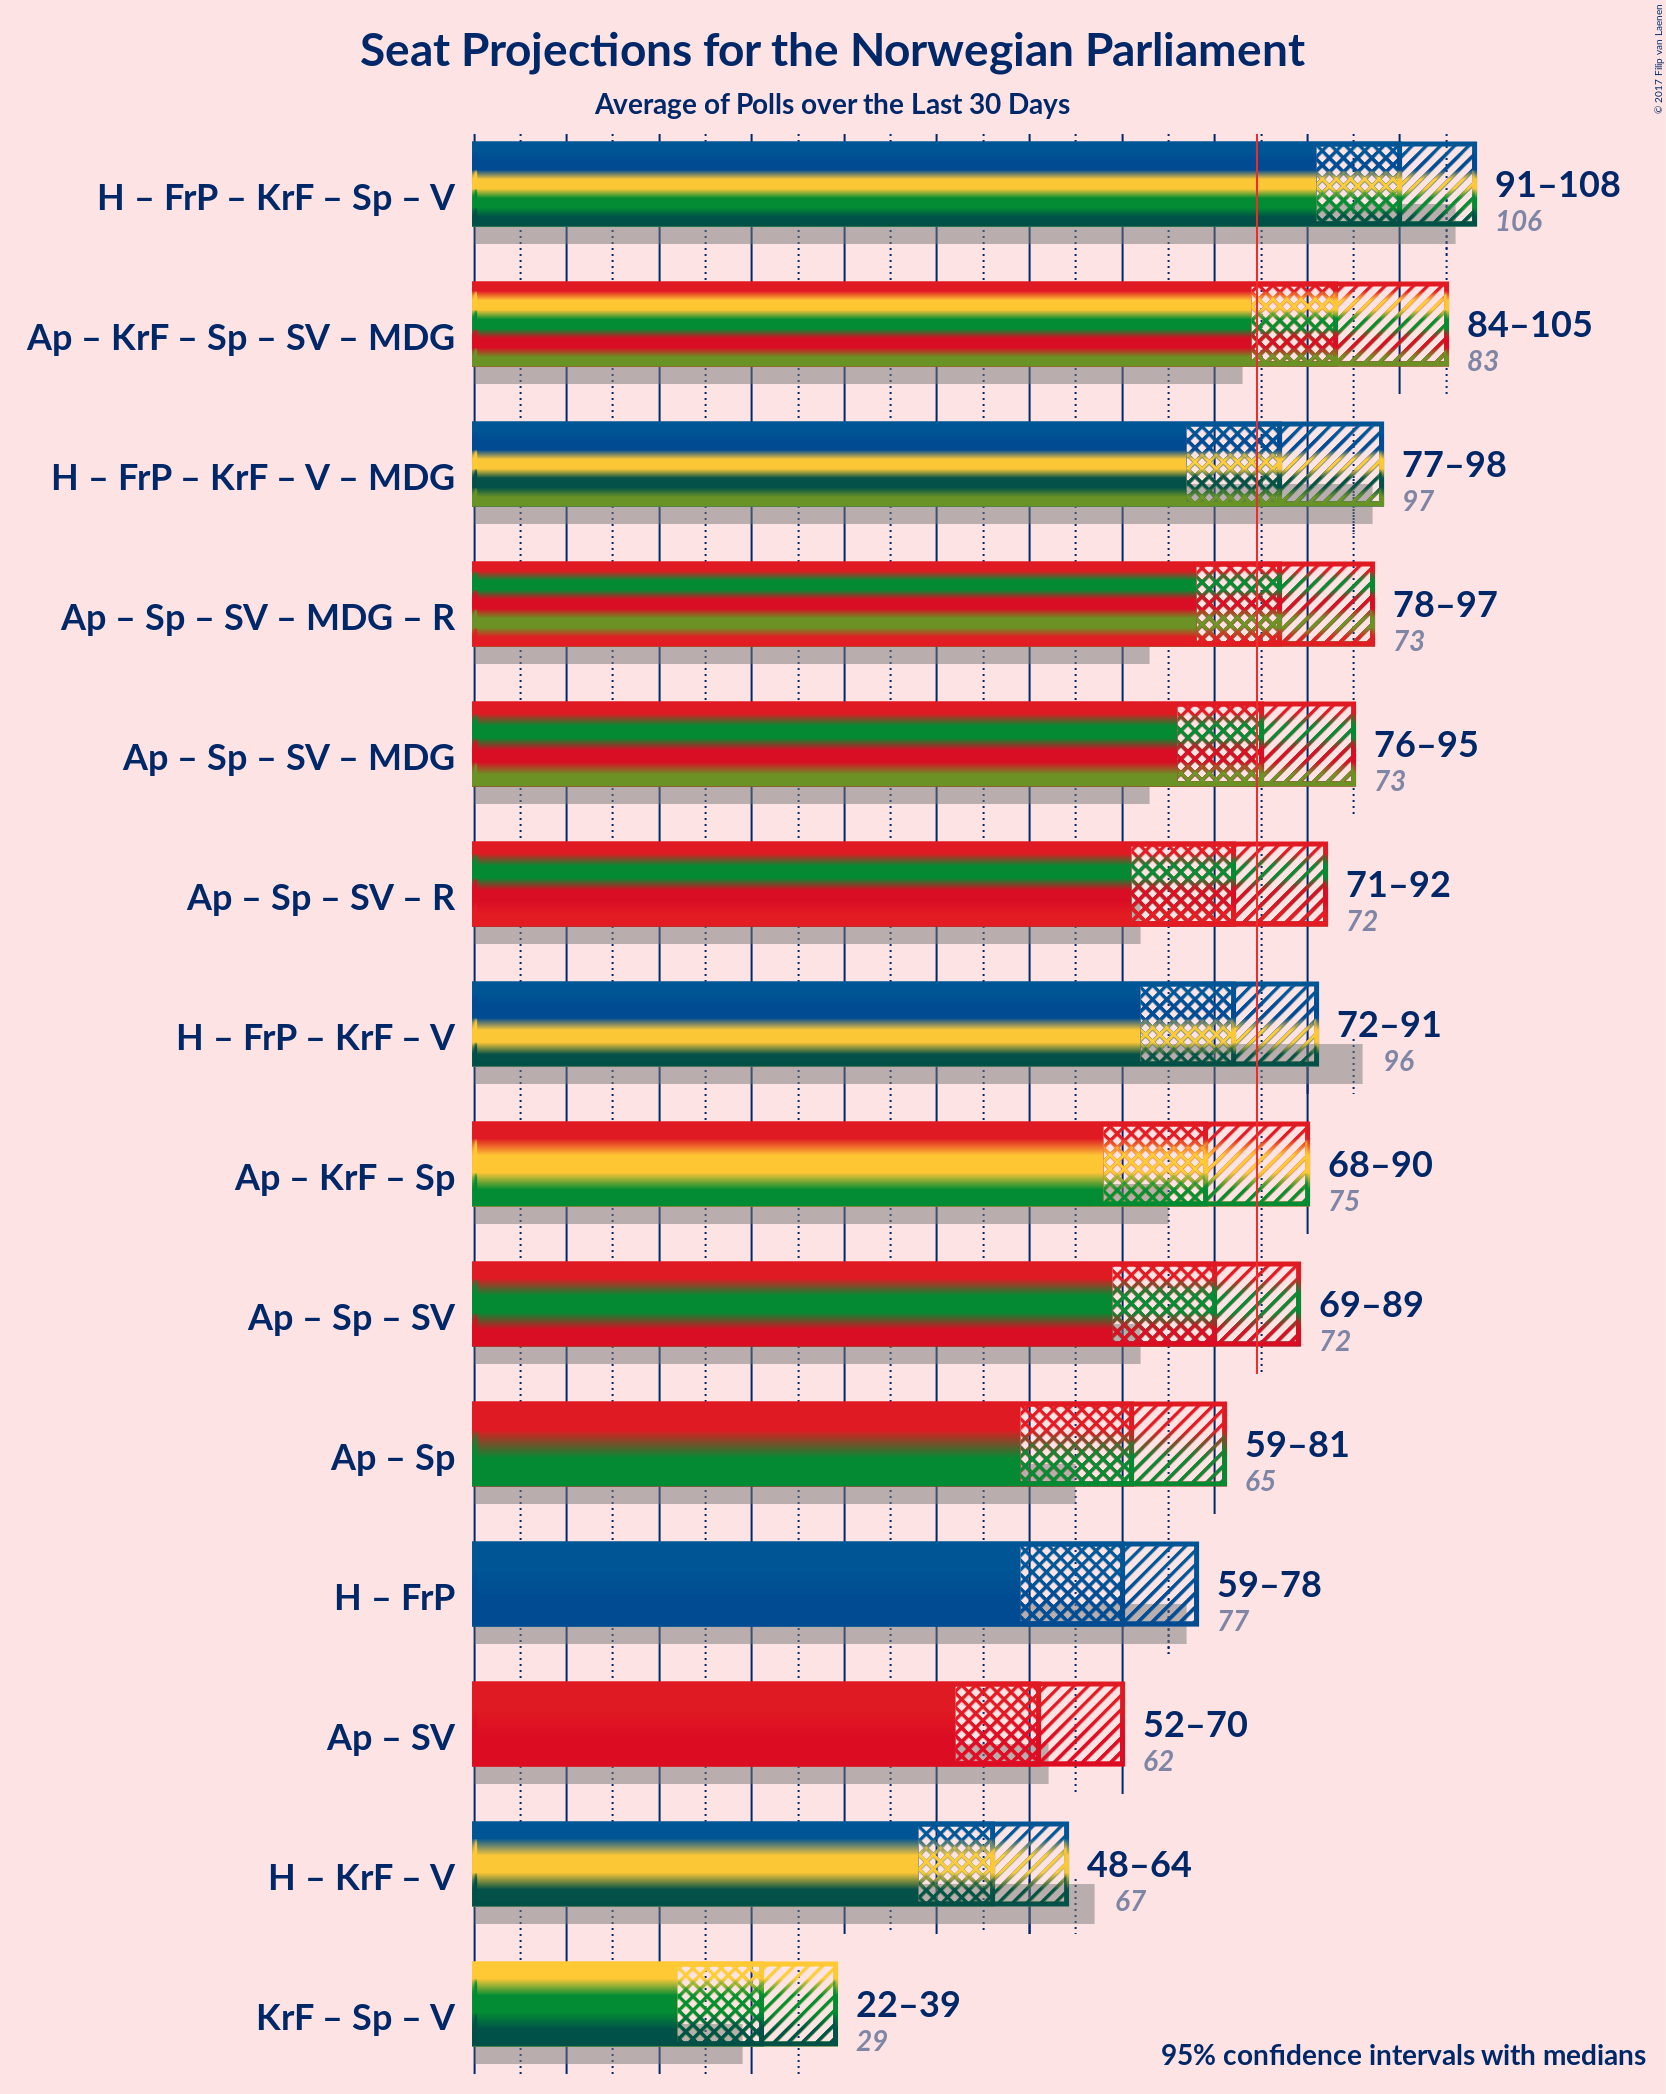 Seat Projections for the Norwegian Parliament
Average of Polls over the Last 30 Days
© 2017 Filip van Laenen
H – FrP – KrF – Sp – V
91–108
106
Ap – KrF – Sp – SV – MDG
84–105
83
H – FrP – KrF – V – MDG
77–98
97
Ap – Sp – SV – MDG – R
78–97
73
Ap – Sp – SV – MDG
76–95
73
Ap – Sp – SV – R
71–92
72
H – FrP – KrF – V
72–91
96
Ap – KrF – Sp
68–90
75
Ap – Sp – SV
69–89
72
Ap – Sp
59–81
65
H – FrP
59–78
77
Ap – SV
52–70
62
H – KrF – V
48–64
67
KrF – Sp – V
22–39
29
95% confidence intervals with medians